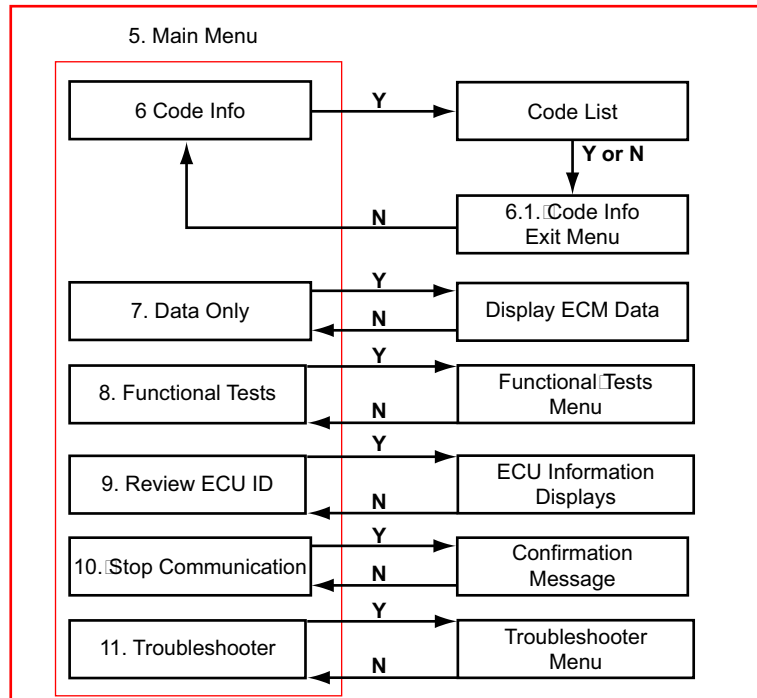 5. Main Menu
6 Code Info
Y
Code List
Y or N
N
6.1. Code Info
Exit Menu
7. Data Only
Y
N
Display ECM Data
8. Functional Tests
Y
N
Functional Tests
Menu
9. Review ECU ID
Y
N
ECU Information
Displays
10. Stop Communication
Y
N
Confirmation
Message
11. Troubleshooter
Y
N
Troubleshooter
Menu